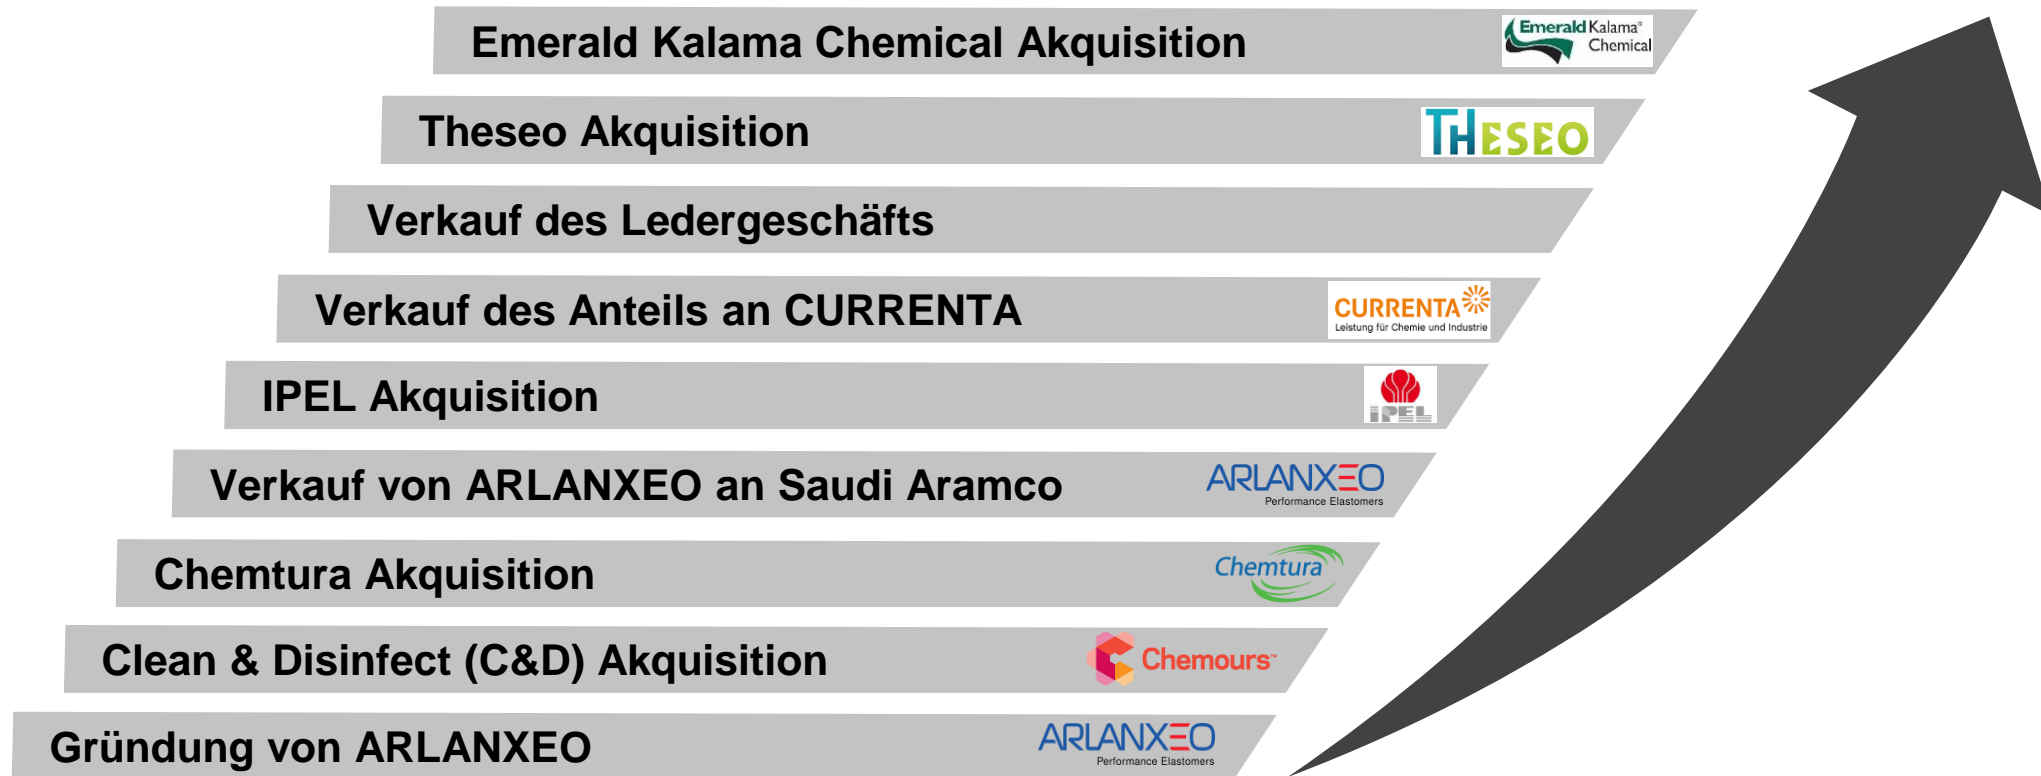 Emerald Kalama Chemical Akquisition
Emerald Kalama®
Chemical
Theseo Akquisition
THESEO
Verkauf des Ledergeschäfts
Verkauf des Anteils an CURRENTA
CURRENTA
Leistung für Chemie und Industrie
IPEL Akquisition
IPEL
Verkauf von ARLANXEO an Saudi Aramco
ARLANXEO
Performance Elastomers
Chemtura Akquisition
Chemtura
Clean & Disinfect (C&D) Akquisition
Chemours™
Gründung von ARLANXEO
ARLANXEO
Performance Elastomers